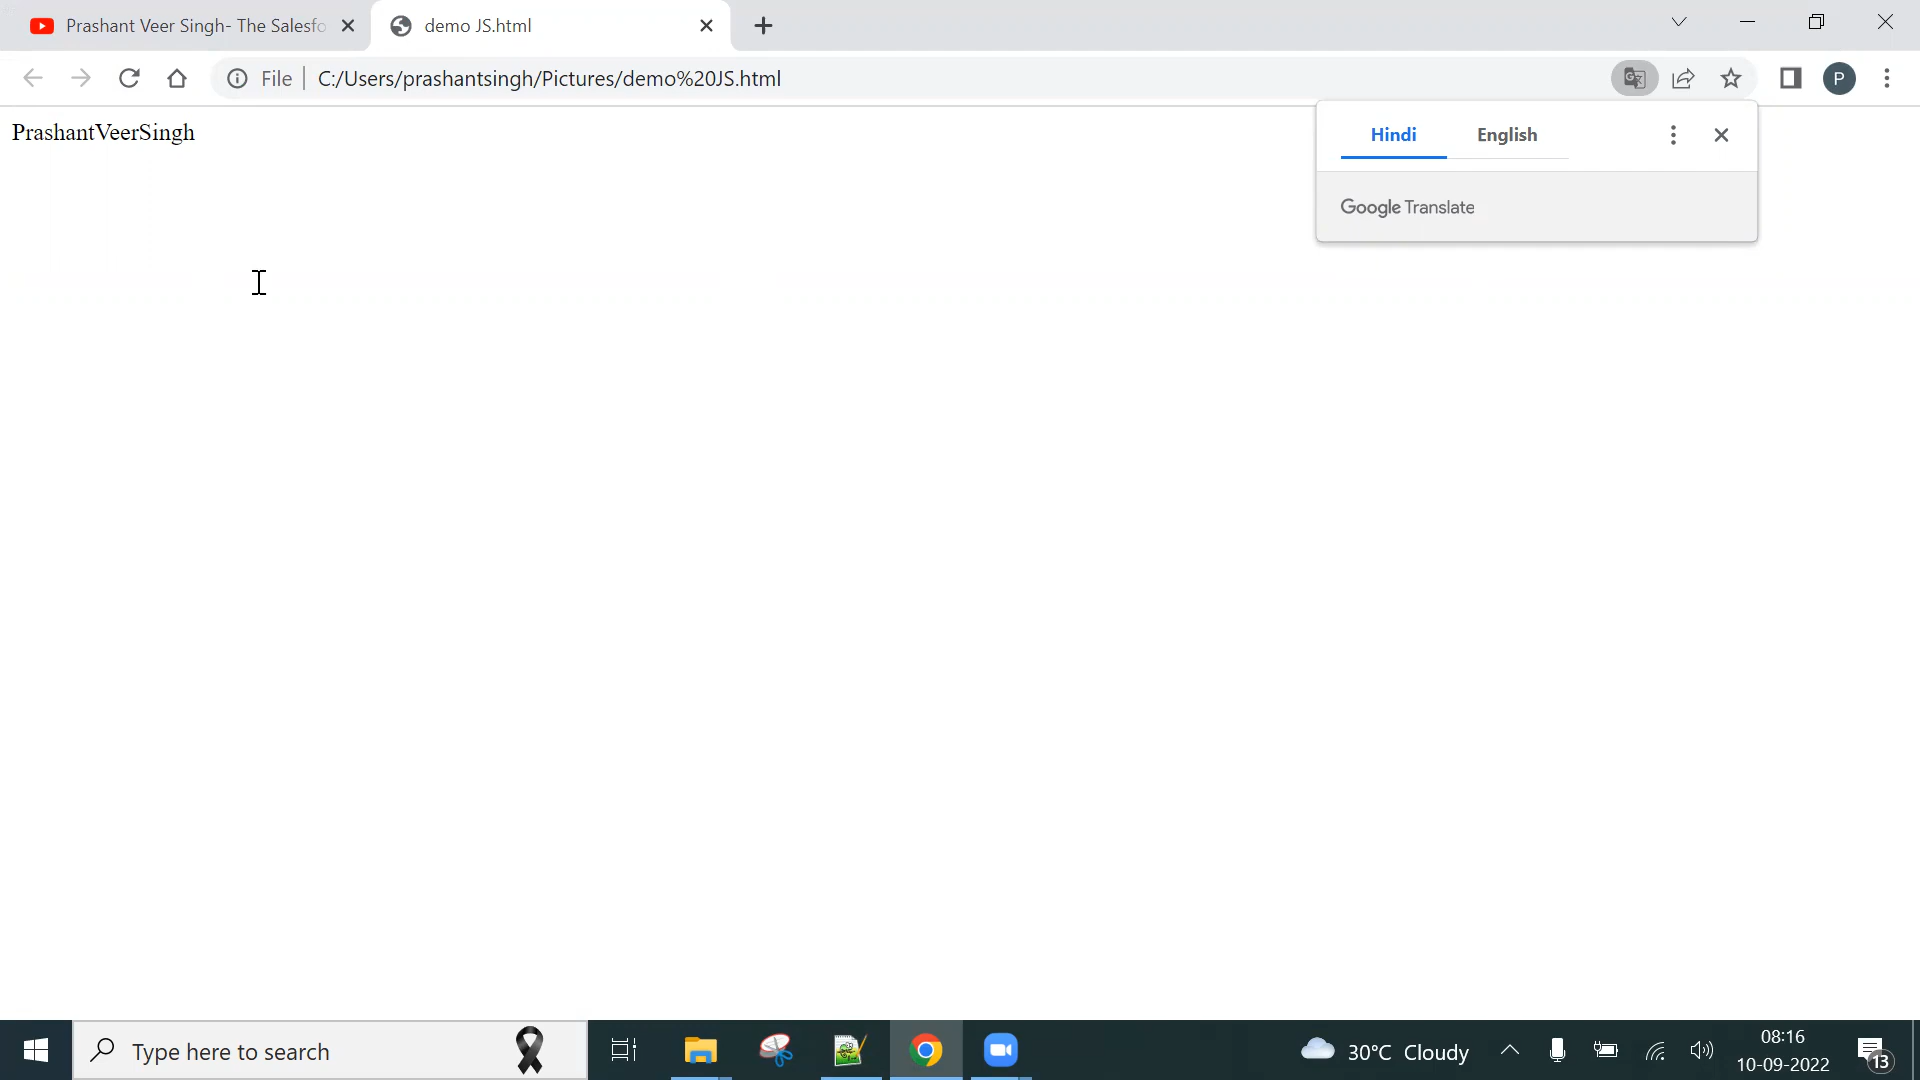 Prashant Veer Singh- The Salesfo
demo JS.html
File
C:/Users/prashantsingh/Pictures/demo%20JS.html
P
PrashantVeerSingh
Hindi
English
Google Translate
Type here to search
30°C Cloudy
08:16
10-09-2022
13